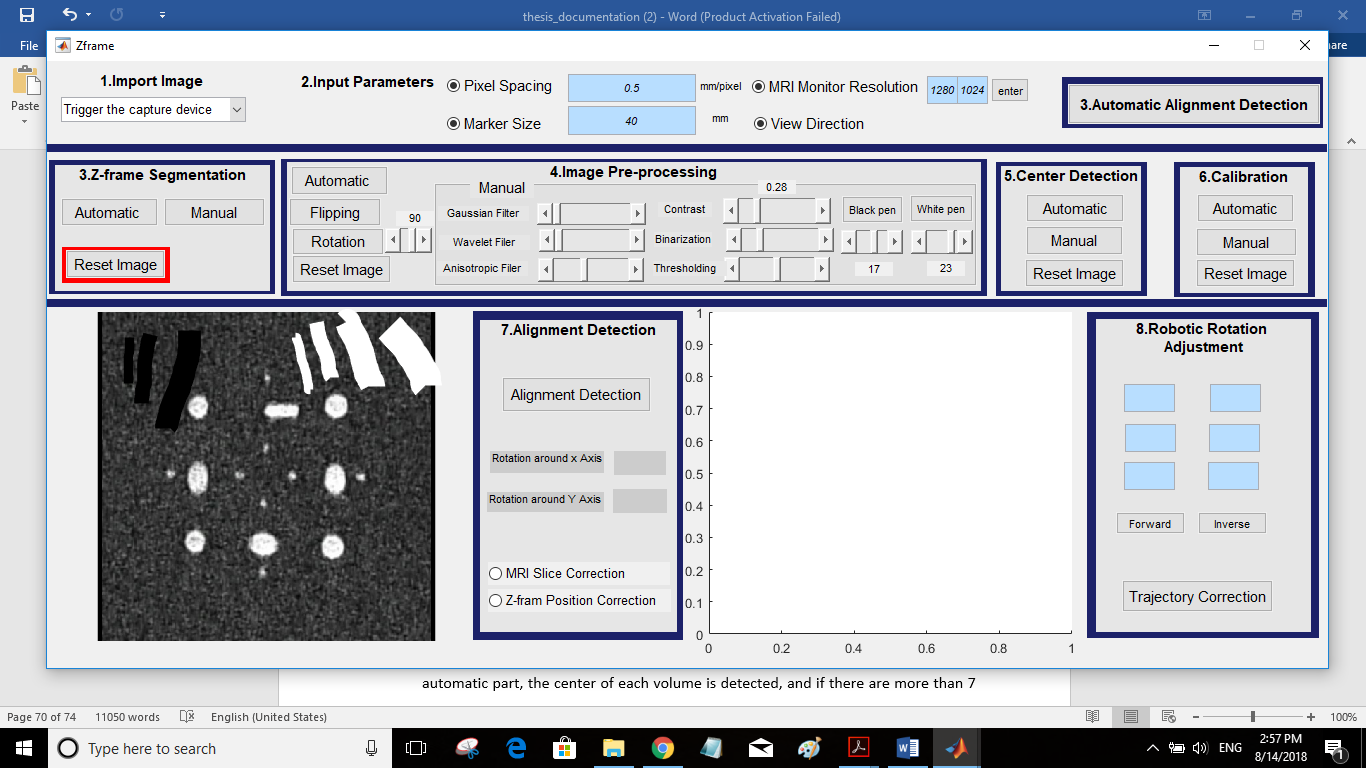 thesis_documentation (2) - Word (Product Activation Failed)
File
are
Paste
Zframe
1.Import Image
Trigger the capture device
2.Input Parameters
Pixel Spacing
0.5
mm/pixel
MRI Monitor Resolution
1280
1024
enter
Marker Size
40
mm
View Direction
3.Automatic Alignment Detection
3.Z-frame Segmentation
Automatic
Manual
Reset Image
4.Image Pre-processing
Automatic
Flipping
90
Rotation
Reset Image
Manual
0.28
Gaussian Filter
Contrast
Black pen
White pen
Wavelet Filer
Binarization
Anisotropic Filer
Thresholding
17
23
5.Center Detection
Automatic
Manual
Reset Image
6.Calibration
Automatic
Manual
Reset Image
7.Alignment Detection
Alignment Detection
Rotation around x Axis
Rotation around Y Axis
MRI Slice Correction
Z-fram Position Correction
1
0.9
0.8
0.7
0.6
0.5
0.4
0.3
0.2
0.1
0
0 0.2 0.4 0.6 0.8 1
8.Robotic Rotation
Adjustment
Forward
Inverse
Trajectory Correction
automatic part, the center of each volume is detected, and if there are more than 7
Page 70 of 74 11050 words English (United States) 100%
Type here to search
ENG
2:57 PM
8/14/2018
1